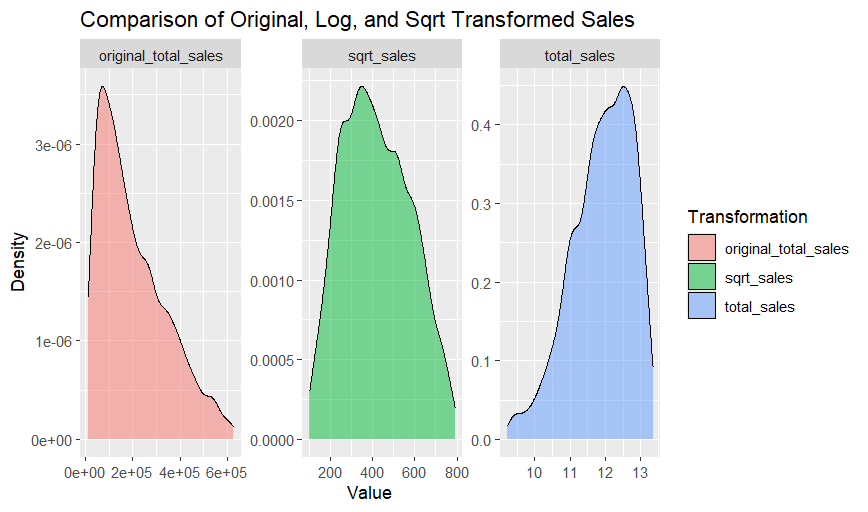 Comparison of Original, Log, and Sqrt Transformed Sales
original_total_sales
sqrt_sales
total_sales
Density
3e-06
2e-06
1e-06
0e+00
0e+00 2e+05 4e+05 6e+05
0.0020
0.0015
0.0010
0.0005
0.0000
200 400 600 800
0.4
0.3
0.2
0.1
0.0
10 11 12 13
Value
Transformation
original_total_sales
sqrt_sales
total_sales